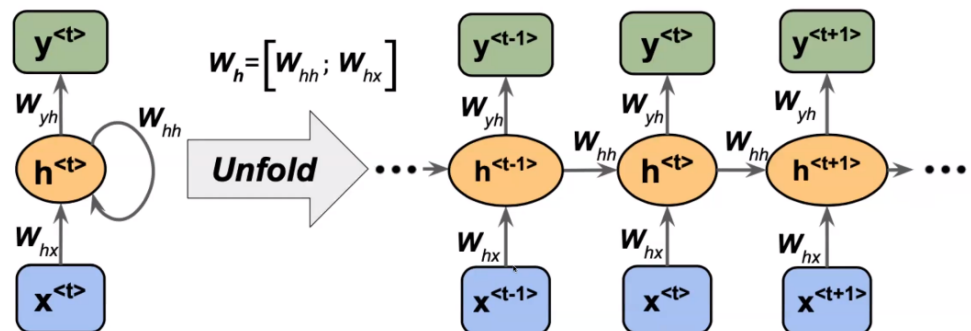 y<t>
W_yh
W_hh
h<t>
W_hx
x<t>
W_h=[W_hh ; W_hx]
Unfold
•••
y<t-1>
y<t>
y<t+1>
W_yh
W_yh
W_yh
W_hh
W_hh
h<t-1>
h<t>
h<t+1>
•••
W_hx
W_hx
W_hx
x<t-1>
x<t>
x<t+1>